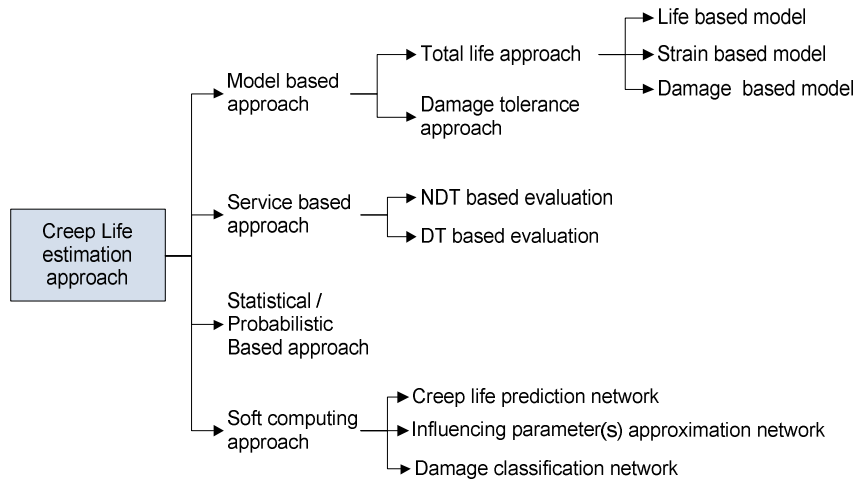 Creep Life
estimation
approach
Model based
approach
Total life approach
Life based model
Strain based model
Damage  based model
Damage tolerance
approach
Service based
approach
NDT based evaluation
DT based evaluation
Statistical /
Probabilistic
Based approach
Soft computing
approach
Creep life prediction network
Influencing parameter(s) approximation network
Damage classification network